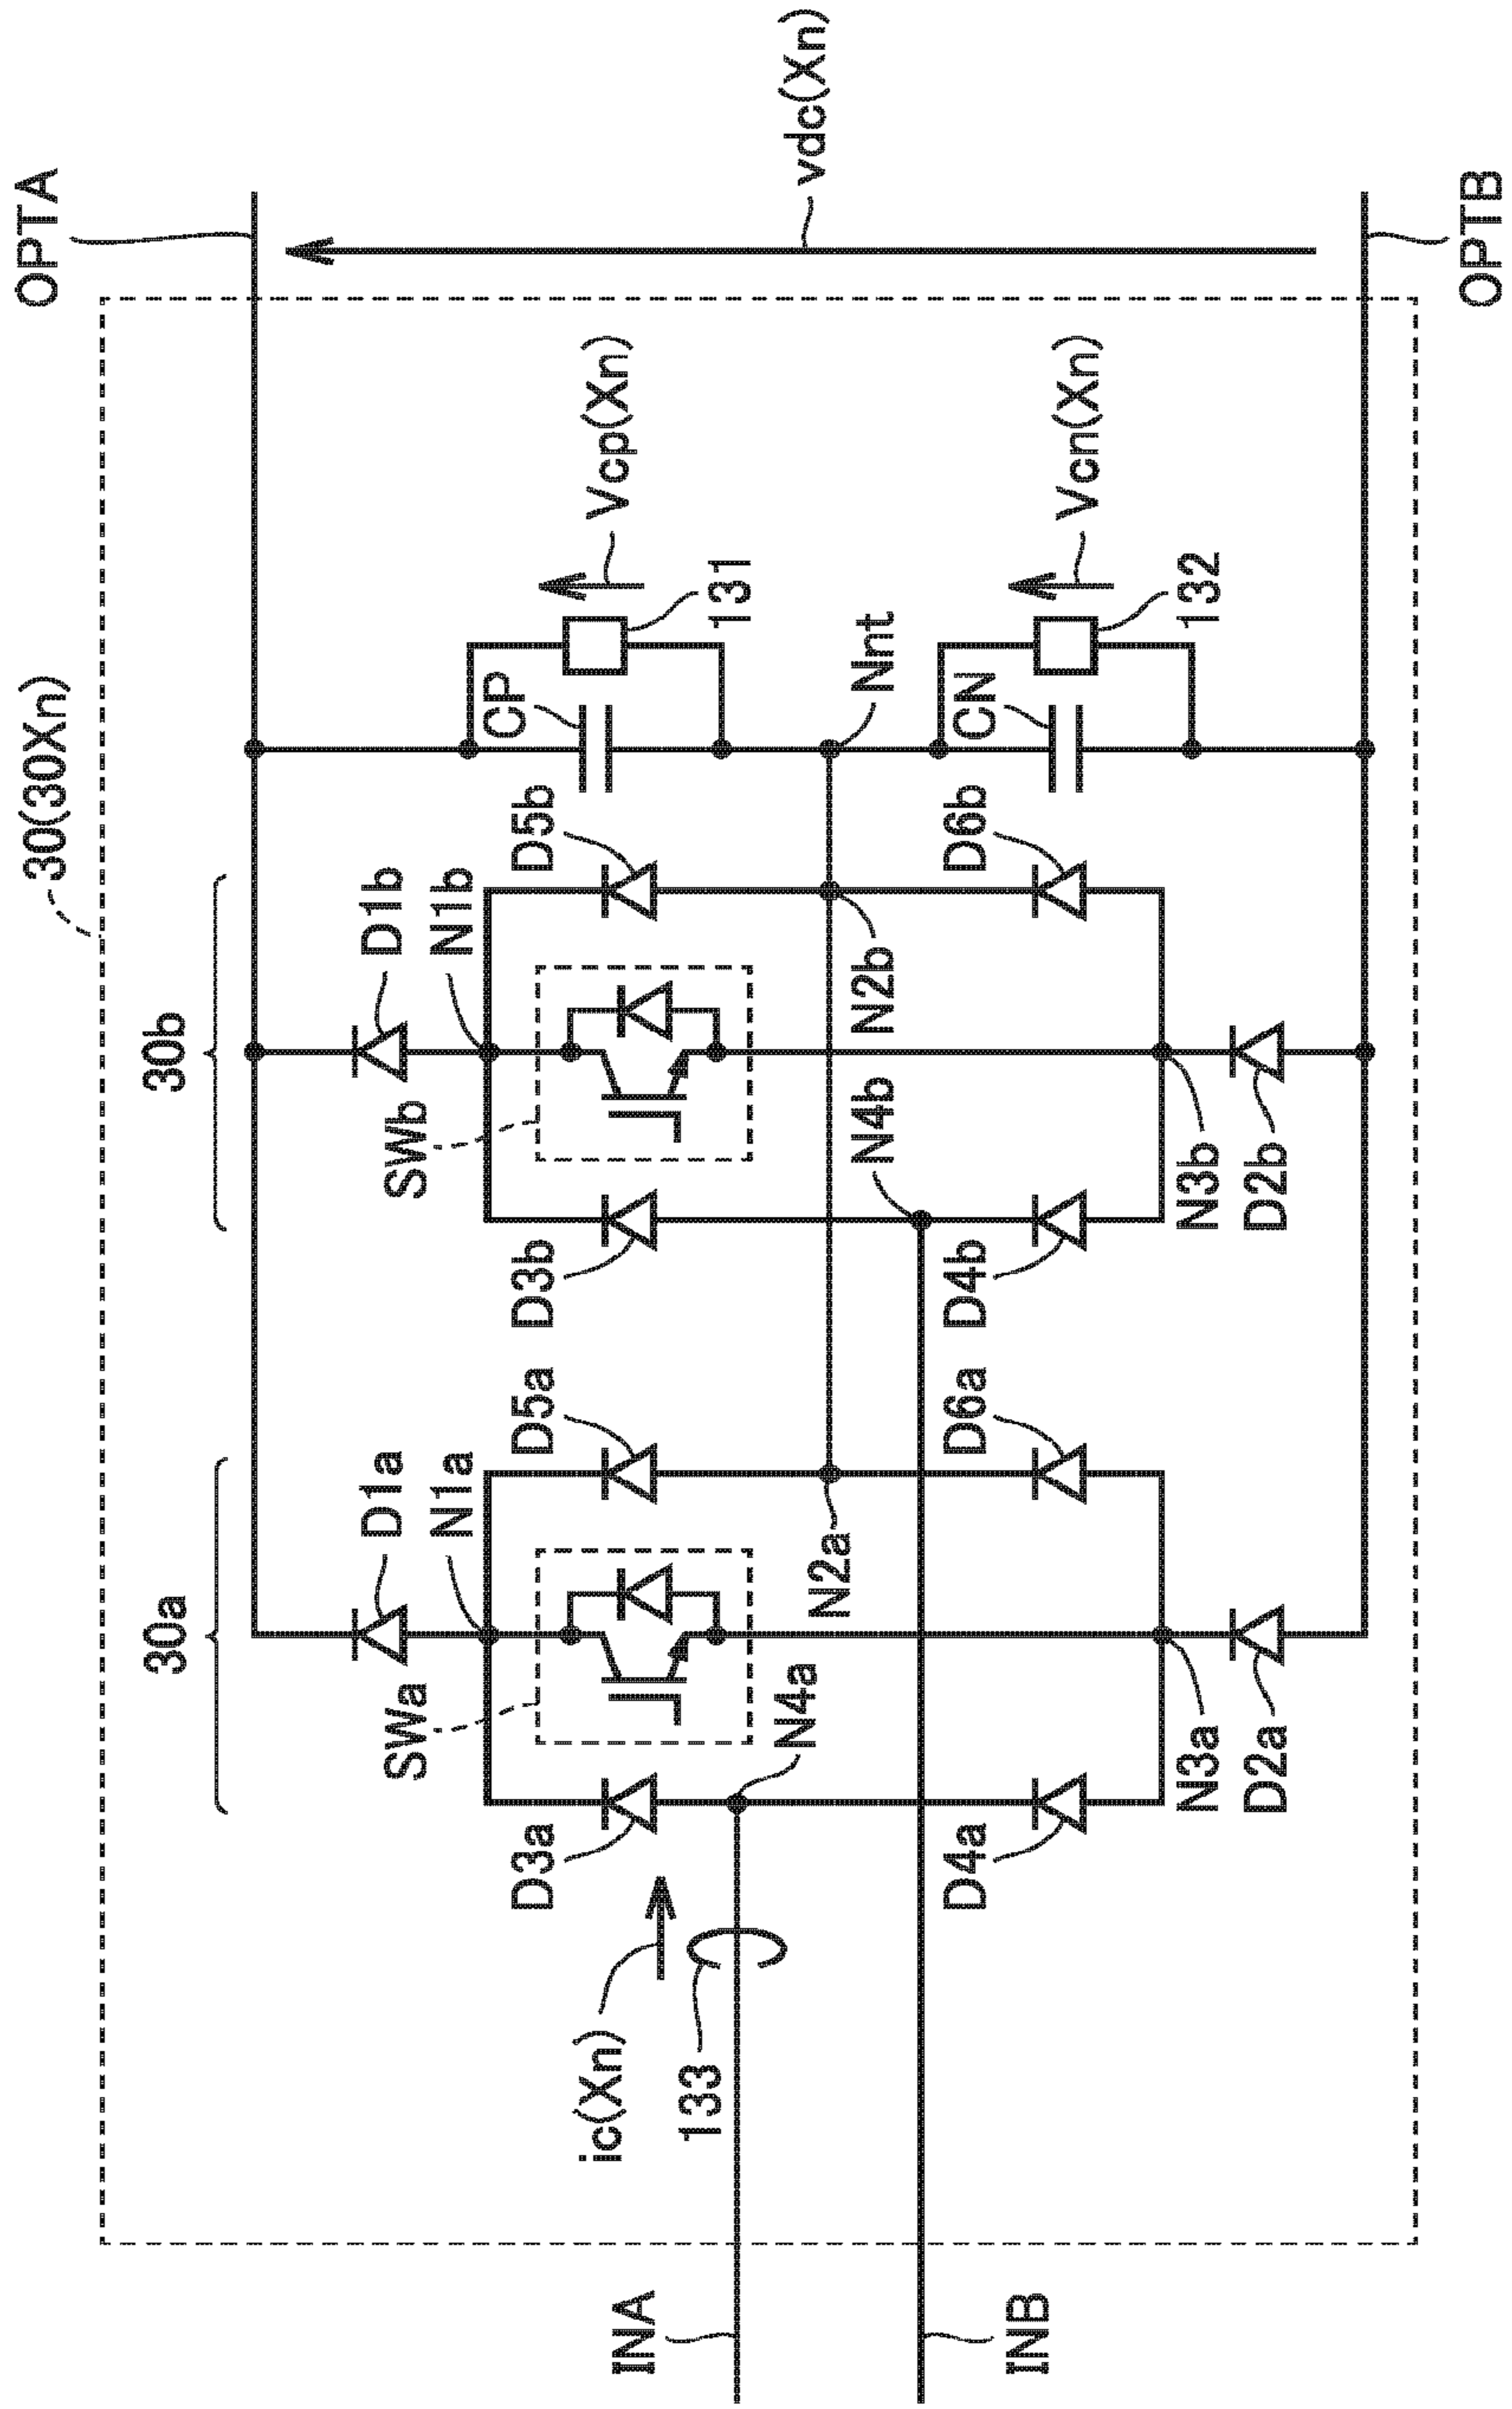 30(30Xn)
OPTA
30a
30b
D1a
D1b
N1a
N1b
SWa
SWb
D3a
D5a
D3b
D5b
CP
131
Vcp(Xn)
vdc(Xn)
ic(Xn)
133
INA
N4a
N2a
N4b
N2b
Nnt
INB
D4a
D6a
D4b
D6b
CN
132
Vcn(Xn)
N3a
N3b
D2a
D2b
OPTB